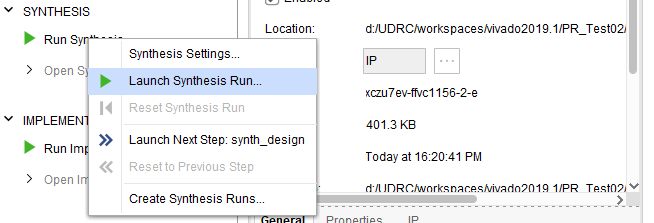 SYNTHESIS
Enabled
Run Synthesis
Location: d:/UDRC/workspaces/vivado2019.1/PR_Test02/
Synthesis Settings...
Open Sy
IP ...
Launch Synthesis Run...
xczu7ev-ffvc1156-2-e
Reset Synthesis Run
IMPLEMENT
401.3 KB
Launch Next Step: synth_design
Run Imp
Today at 16:20:41 PM
Reset to Previous Step
Open Im
d:/UDRC/workspaces/vivado2019.1/PR_Test02/
Create Synthesis Runs...
General Properties IP